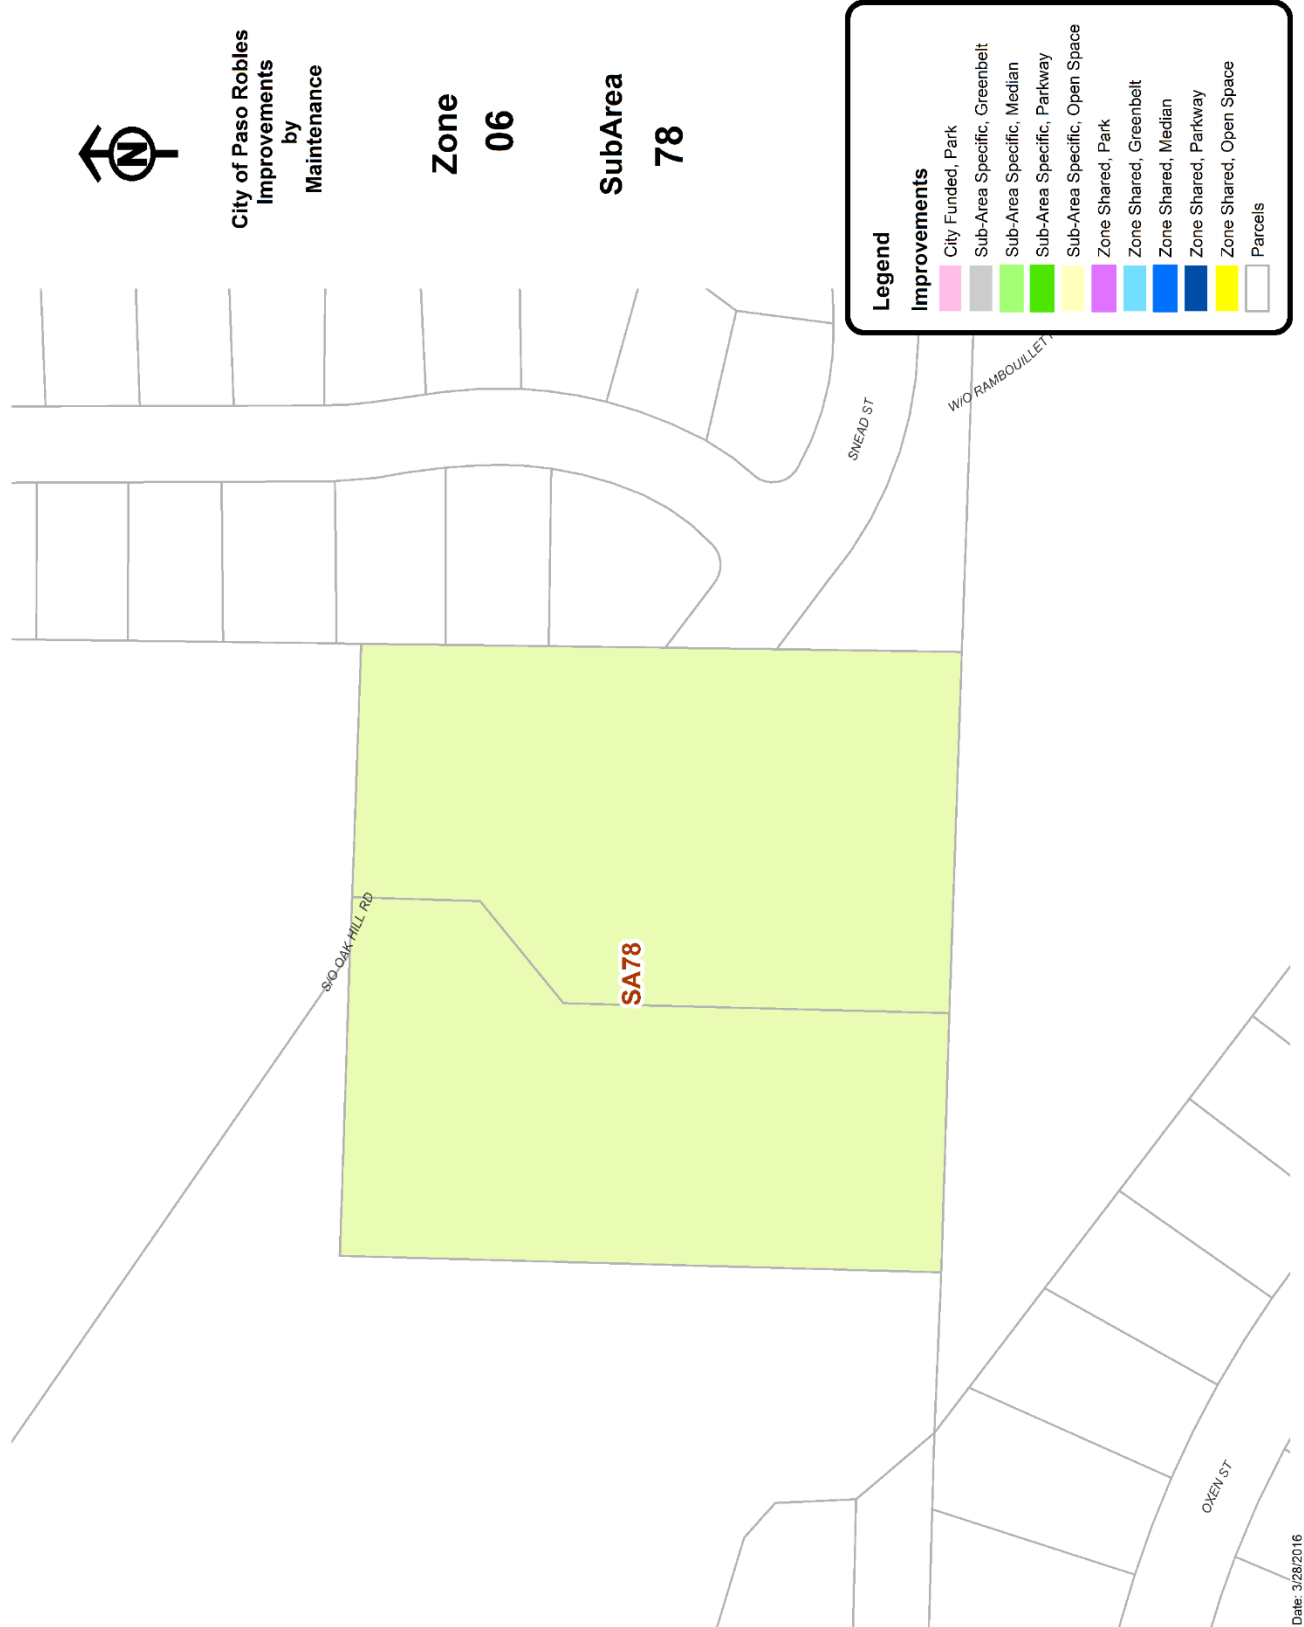 N
City of Paso Robles
Improvements
by
Maintenance
Zone
06
SubArea
78
Legend
Improvements
City Funded, Park
Sub-Area Specific, Greenbelt
Sub-Area Specific, Median
Sub-Area Specific, Parkway
Sub-Area Specific, Open Space
Zone Shared, Park
Zone Shared, Greenbelt
Zone Shared, Median
Zone Shared, Parkway
Zone Shared, Open Space
Parcels
S/O OAK HILL RD
SA78
SNEAD ST
W/O RAMBOUILLET
OXEN ST
Date: 3/28/2016